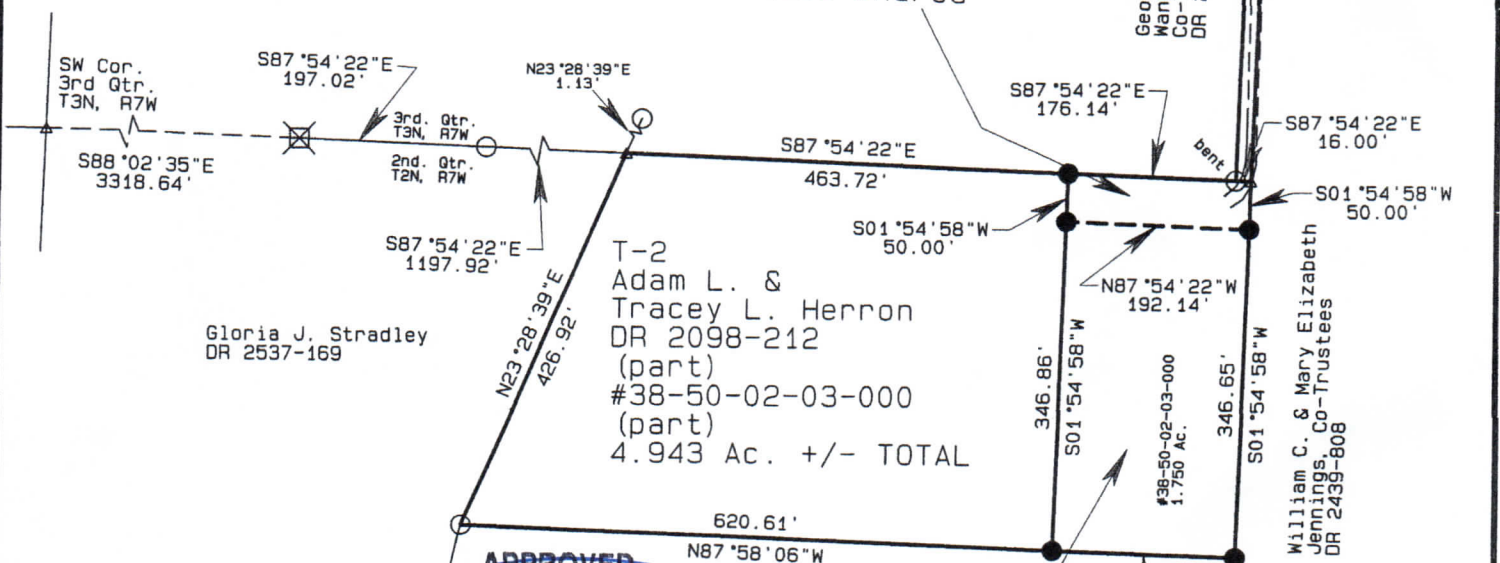 SW Cor.
3rd Qtr.
T3N, R7W
S88°02'35"E
3318.64'
S87°54'22"E
197.02'
3rd. Qtr.
T3N, R7W
2nd. Qtr.
T2N, R7W
N23°28'39"E
1.13'
S87°54'22"E
1197.92'
S87°54'22"E
463.72'
S87°54'22"E
176.14'
Geo
Wan
Co-
DR
bent
S87°54'22"E
16.00'
S01°54'58"W
50.00'
S01°54'58"W
50.00'
N87°54'22"W
192.14'
Gloria J. Stradley
DR 2537-169
N23°28'39"E
426.92'
T-2
Adam L. &
Tracey L. Herron
DR 2098-212
(part)
#38-50-02-03-000
(part)
4.943 Ac. +/- TOTAL
346.86'
S01°54'58"W
#38-50-02-03-000
1.750 Ac.
346.65'
S01°54'58"W
William C. & Mary Elizabeth
Jennings, Co-Trustees
DR 2439-808
620.61'
N87°58'06"W
APPROVED